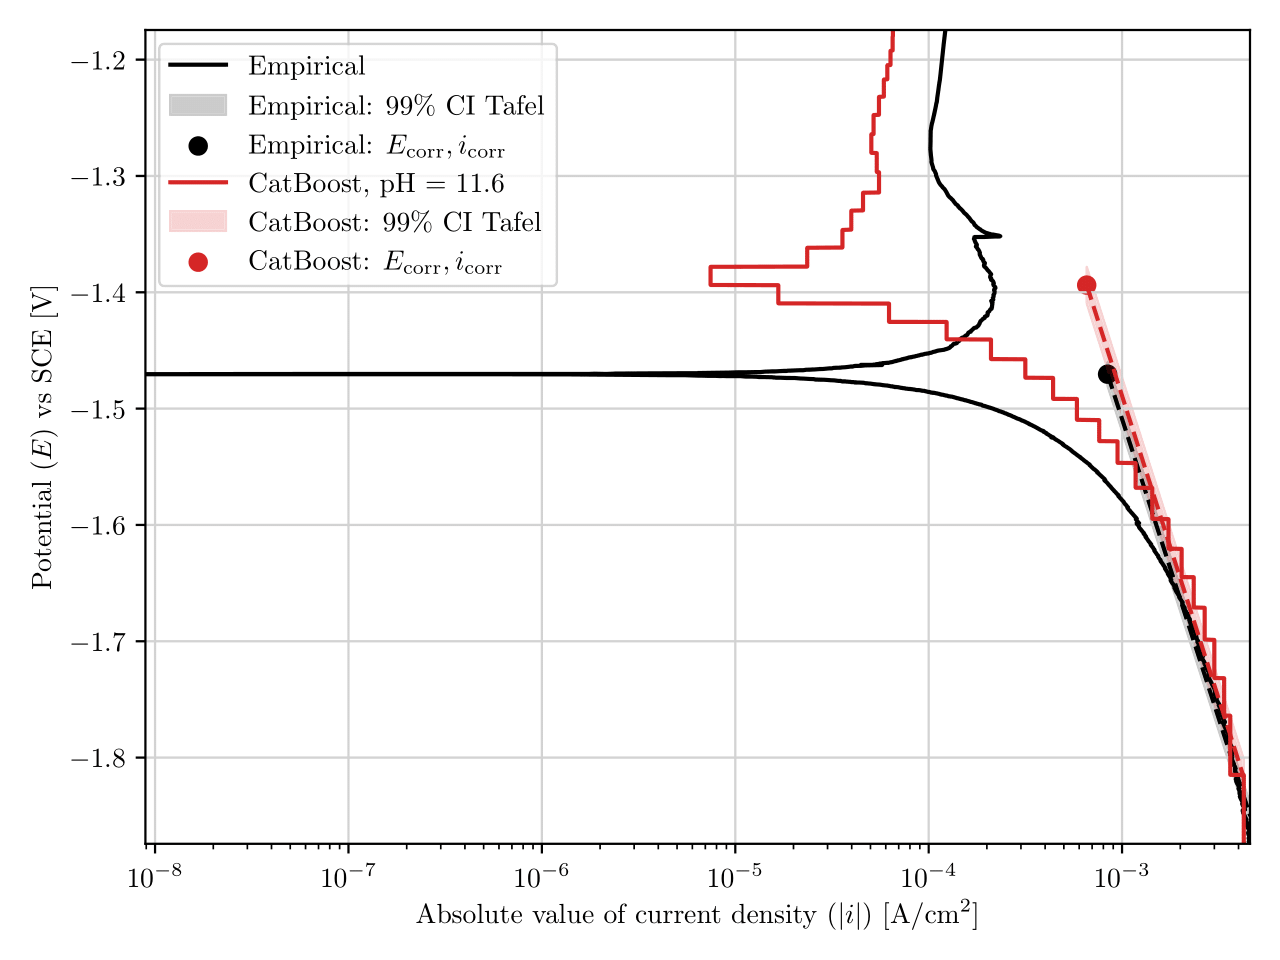 Empirical
Empirical: 99% CI Tafel
Empirical: E_corr, i_corr
CatBoost, pH = 11.6
CatBoost: 99% CI Tafel
CatBoost: E_corr, i_corr
−1.2
−1.3
−1.4
−1.5
−1.6
−1.7
−1.8
Potential (E) vs SCE [V]
10⁻⁸ 10⁻⁷ 10⁻⁶ 10⁻⁵ 10⁻⁴ 10⁻³
Absolute value of current density (|i|) [A/cm²]